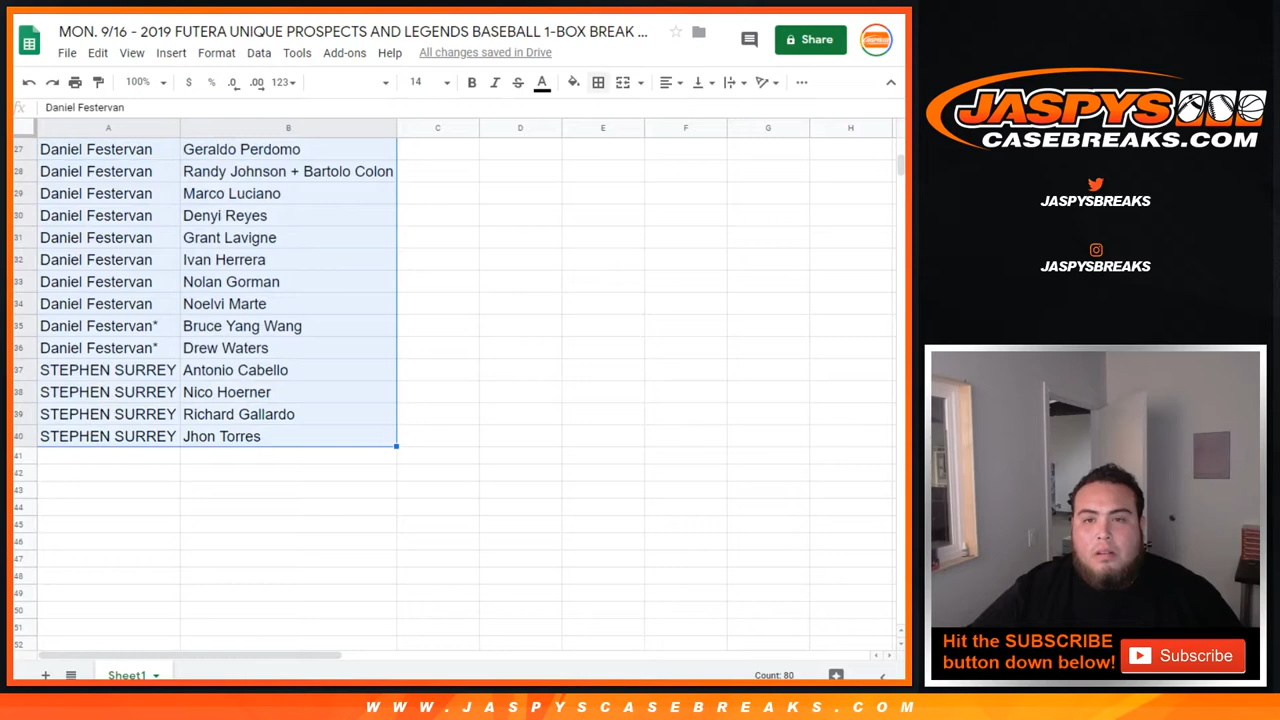 MON. 9/16 - 2019 FUTERA UNIQUE PROSPECTS AND LEGENDS BASEBALL 1-BOX BREAK ...
File Edit View Insert Format Data Tools Add-ons Help All changes saved in Drive
Share
100% $ % .0 .00 123 14 B I S A
fx Daniel Festervan
A B C D E F G H
27 Daniel Festervan Geraldo Perdomo
28 Daniel Festervan Randy Johnson + Bartolo Colon
29 Daniel Festervan Marco Luciano
30 Daniel Festervan Denyi Reyes
31 Daniel Festervan Grant Lavigne
32 Daniel Festervan Ivan Herrera
33 Daniel Festervan Nolan Gorman
34 Daniel Festervan Noelvi Marte
35 Daniel Festervan* Bruce Yang Wang
36 Daniel Festervan* Drew Waters
37 STEPHEN SURREY Antonio Cabello
38 STEPHEN SURREY Nico Hoerner
39 STEPHEN SURREY Richard Gallardo
40 STEPHEN SURREY Jhon Torres
41
42
43
44
45
46
47
48
49
50
51
52
Sheet1
Count: 80
JASPYS
CASEBREAKS.COM
JASPYSBREAKS
JASPYSBREAKS
Hit the SUBSCRIBE
button down below!
Subscribe
WWW.JASPYSCASEBREAKS.COM